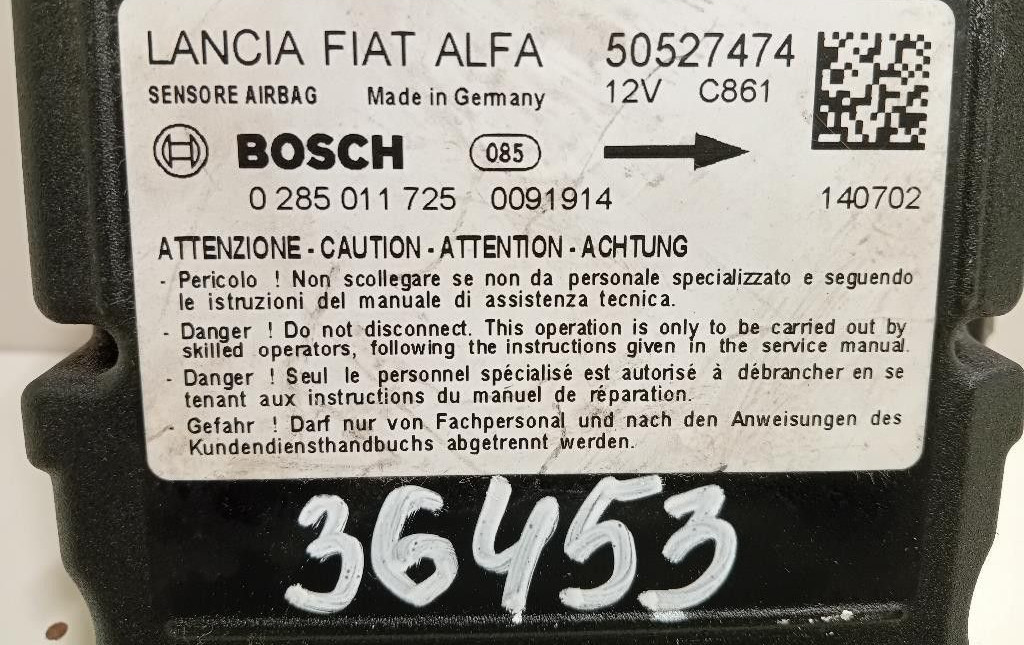 LANCIA FIAT ALFA 50527474
SENSORE AIRBAG Made in Germany 12V C861
BOSCH 085
0 285 011 725 0091914 140702
ATTENZIONE - CAUTION - ATTENTION - ACHTUNG
- Pericolo ! Non scollegare se non da personale specializzato e seguendo
le istruzioni del manuale di assistenza tecnica.
- Danger ! Do not disconnect. This operation is only to be carried out by
skilled operators, following the instructions given in the service manual.
- Danger ! Seul le personnel spécialisé est autorisé à débrancher en se
tenant aux instructions du manuel de réparation.
- Gefahr ! Darf nur von Fachpersonal und nach den Anweisungen des
Kundendiensthandbuchs abgetrennt werden.
36453